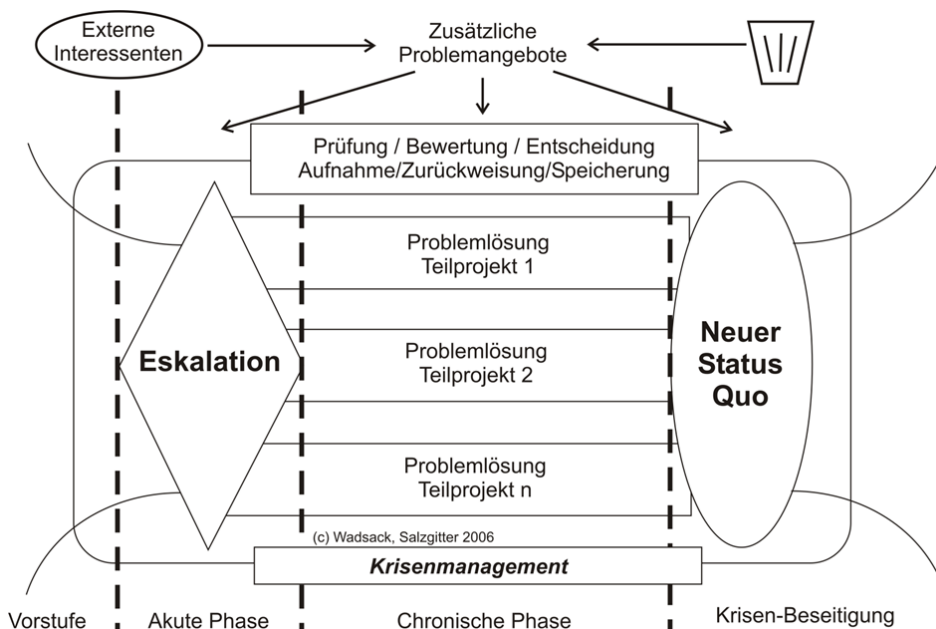 Externe
Interessenten
Zusätzliche
Problemangebote
Prüfung / Bewertung / Entscheidung
Aufnahme/Zurückweisung/Speicherung
Problemlösung
Teilprojekt 1
Eskalation
Problemlösung
Teilprojekt 2
Neuer
Status
Quo
Problemlösung
Teilprojekt n
(c) Wadsack, Salzgitter 2006
Krisenmanagement
Vorstufe
Akute Phase
Chronische Phase
Krisen-Beseitigung